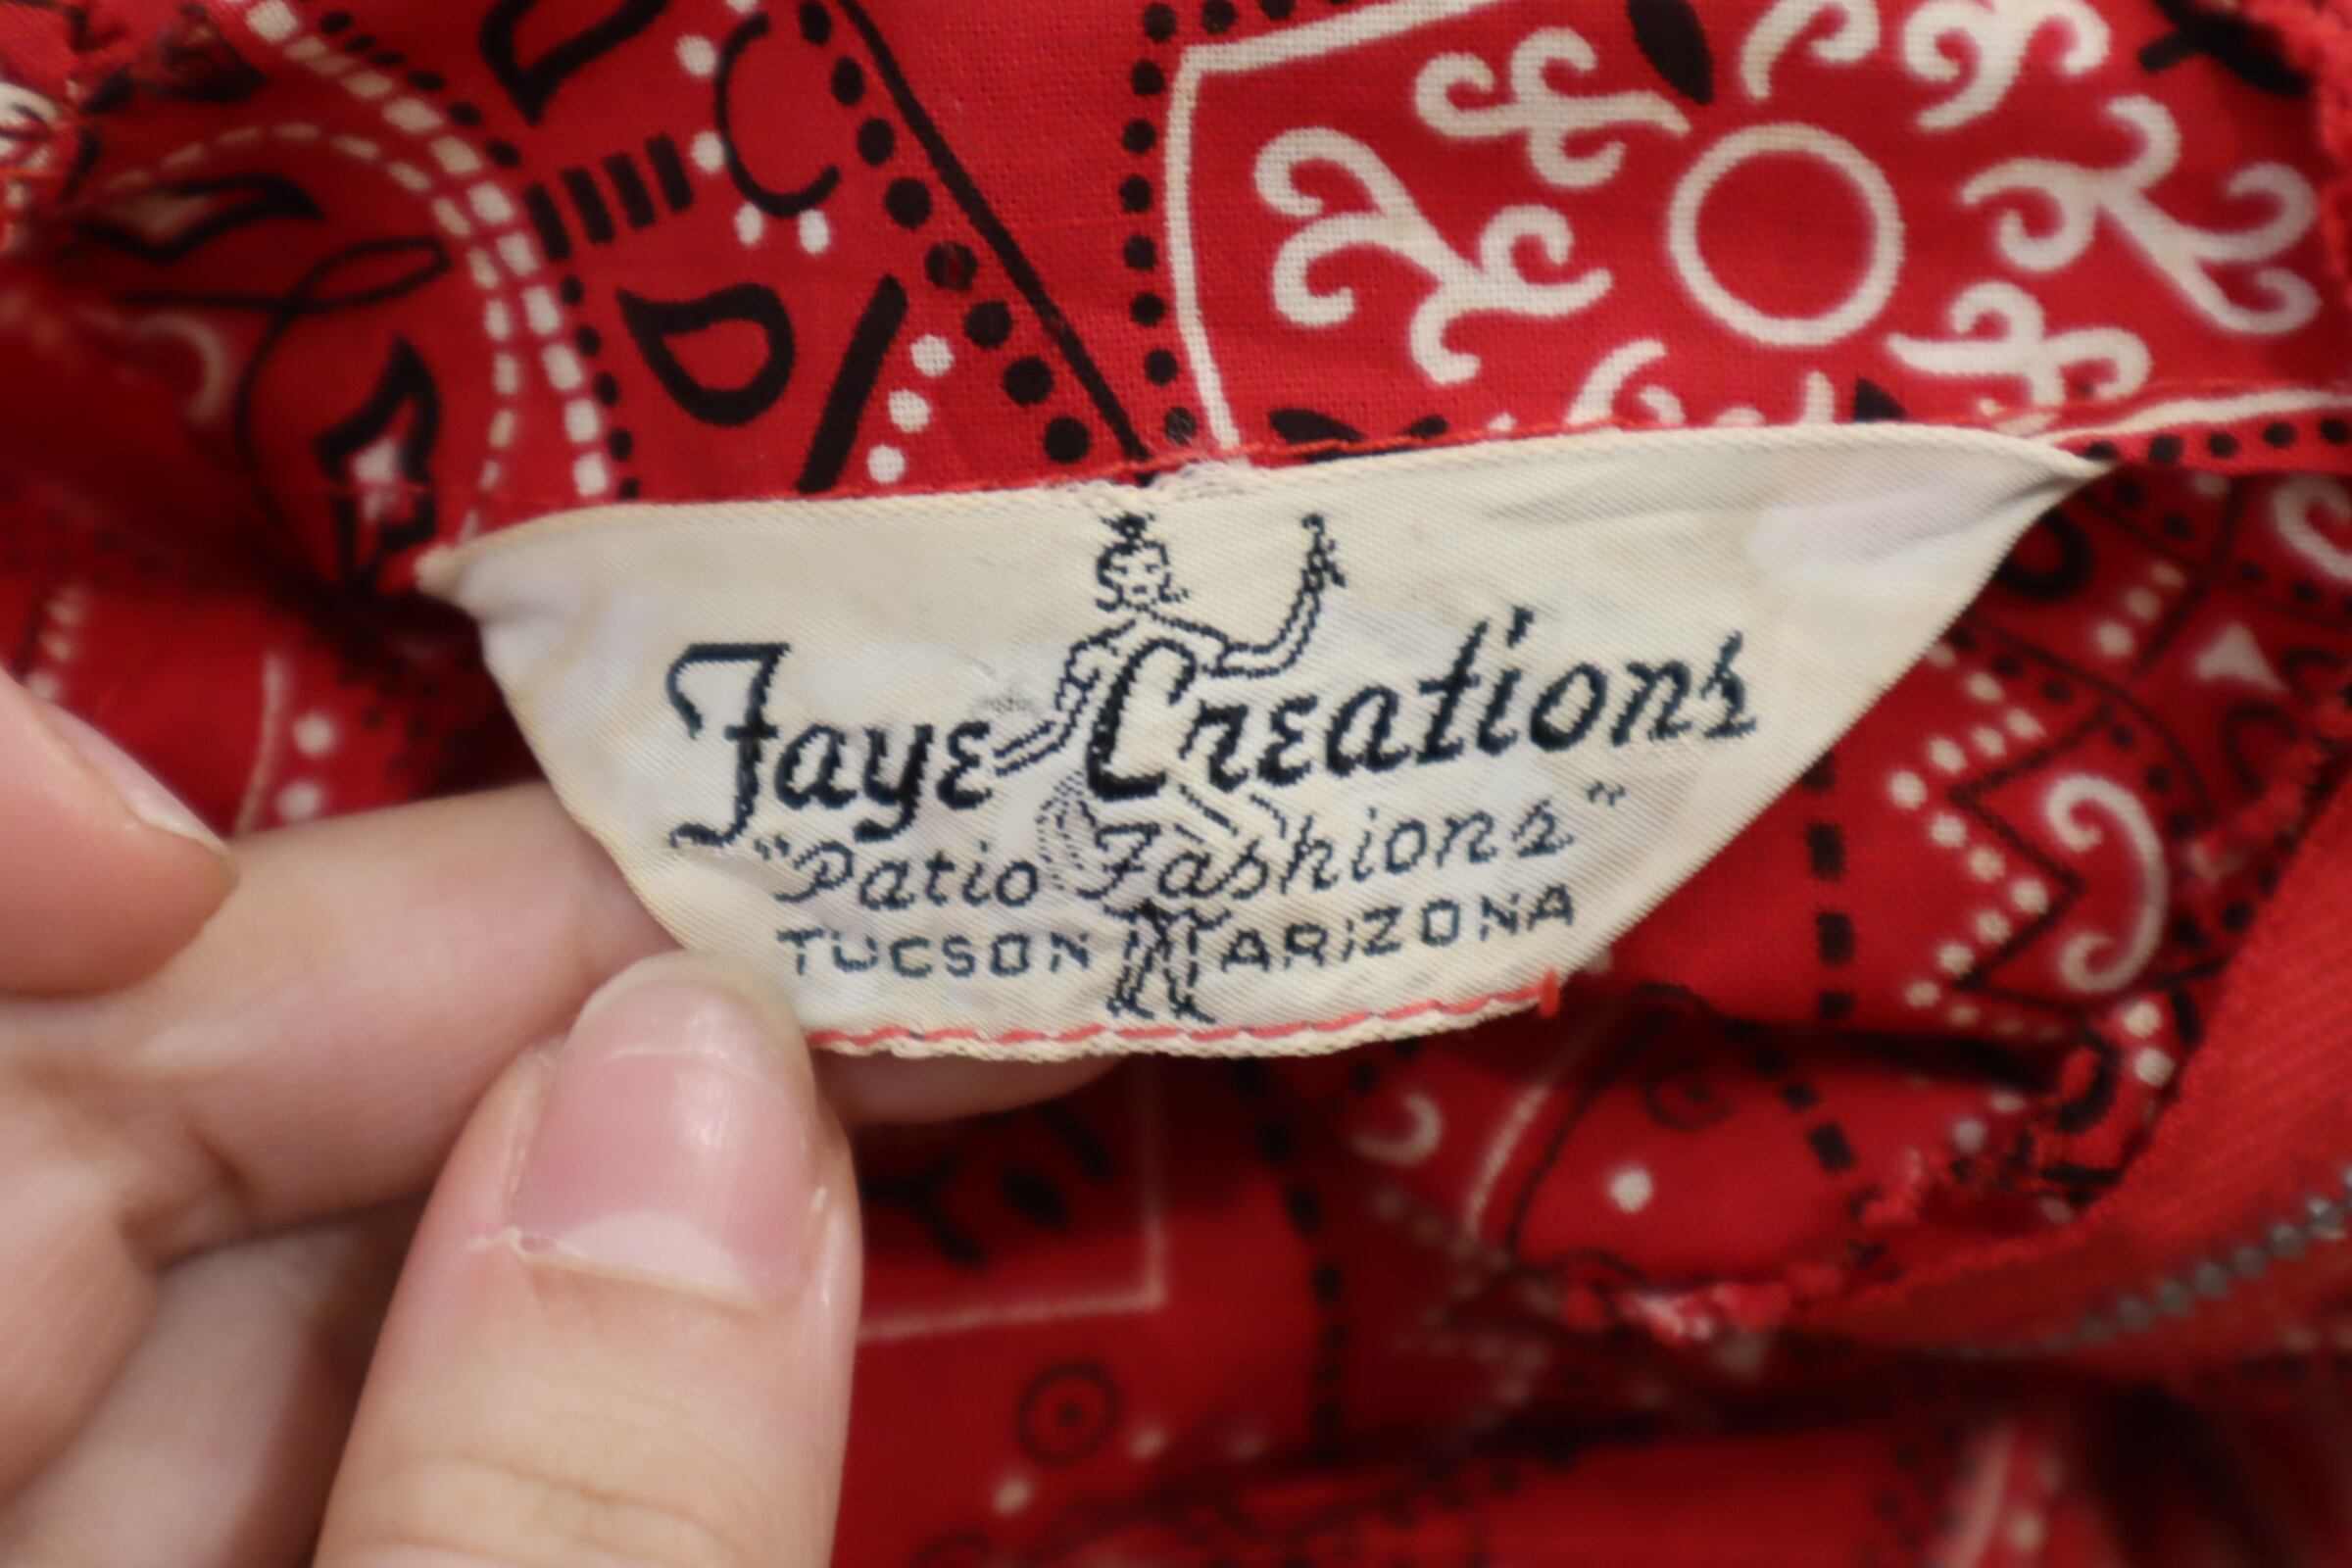 Faye Creations
"Patio Fashions"
TUCSON ARIZONA